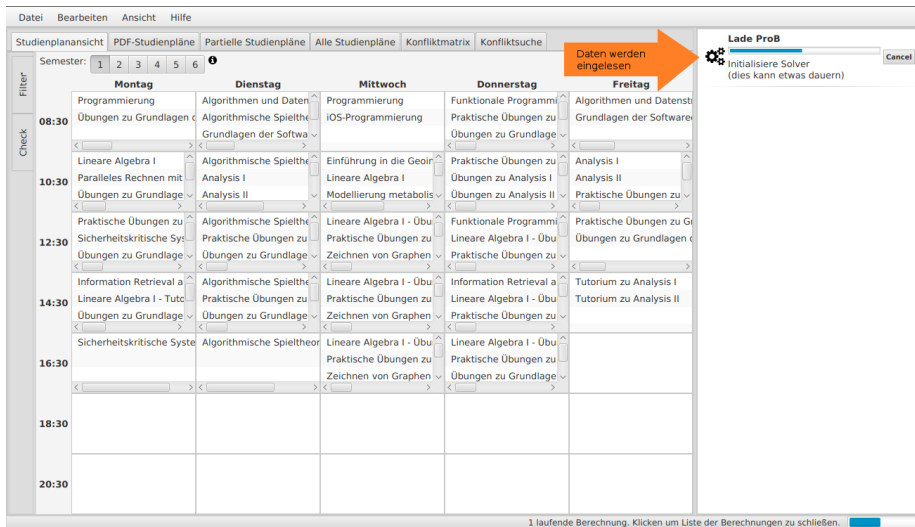 Datei Bearbeiten Ansicht Hilfe
Studienplanansicht PDF-Studienpläne Partielle Studienpläne Alle Studienpläne Konfliktmatrix Konfliktsuche
Semester: 1 2 3 4 5 6
Filter
Check
Montag Dienstag Mittwoch Donnerstag Freitag
08:30
Programmierung
Übungen zu Grundlagen
Algorithmen und Daten
Algorithmische Spielthe
Grundlagen der Softwa
Programmierung
iOS-Programmierung
Funktionale Programmi
Praktische Übungen zu
Übungen zu Grundlage
Algorithmen und Datenst
Grundlagen der Software
10:30
Lineare Algebra I
Paralleles Rechnen mit
Übungen zu Grundlage
Algorithmische Spielthe
Analysis I
Analysis II
Einführung in die Geoin
Lineare Algebra I
Modellierung metabolis
Praktische Übungen zu
Übungen zu Analysis I
Übungen zu Analysis II
Analysis I
Analysis II
Praktische Übungen zu
12:30
Praktische Übungen zu
Sicherheitskritische Sys
Übungen zu Grundlage
Algorithmische Spielthe
Praktische Übungen zu
Übungen zu Grundlage
Lineare Algebra I - Übu
Praktische Übungen zu
Zeichnen von Graphen
Funktionale Programmi
Lineare Algebra I - Übu
Praktische Übungen zu
Praktische Übungen zu Gr
Übungen zu Grundlagen
14:30
Information Retrieval a
Lineare Algebra I - Tuto
Übungen zu Grundlage
Algorithmische Spielthe
Praktische Übungen zu
Übungen zu Grundlage
Lineare Algebra I - Übu
Praktische Übungen zu
Zeichnen von Graphen
Information Retrieval a
Lineare Algebra I - Übu
Praktische Übungen zu
Tutorium zu Analysis I
Tutorium zu Analysis II
16:30
Sicherheitskritische Syste
Algorithmische Spieltheor
Lineare Algebra I - Übu
Praktische Übungen zu
Zeichnen von Graphen
Lineare Algebra I - Übu
Praktische Übungen zu
Übungen zu Grundlage
18:30
20:30
Daten werden
eingelesen
Lade ProB
Cancel
Initialisiere Solver
(dies kann etwas dauern)
1 laufende Berechnung. Klicken um Liste der Berechnungen zu schließen.